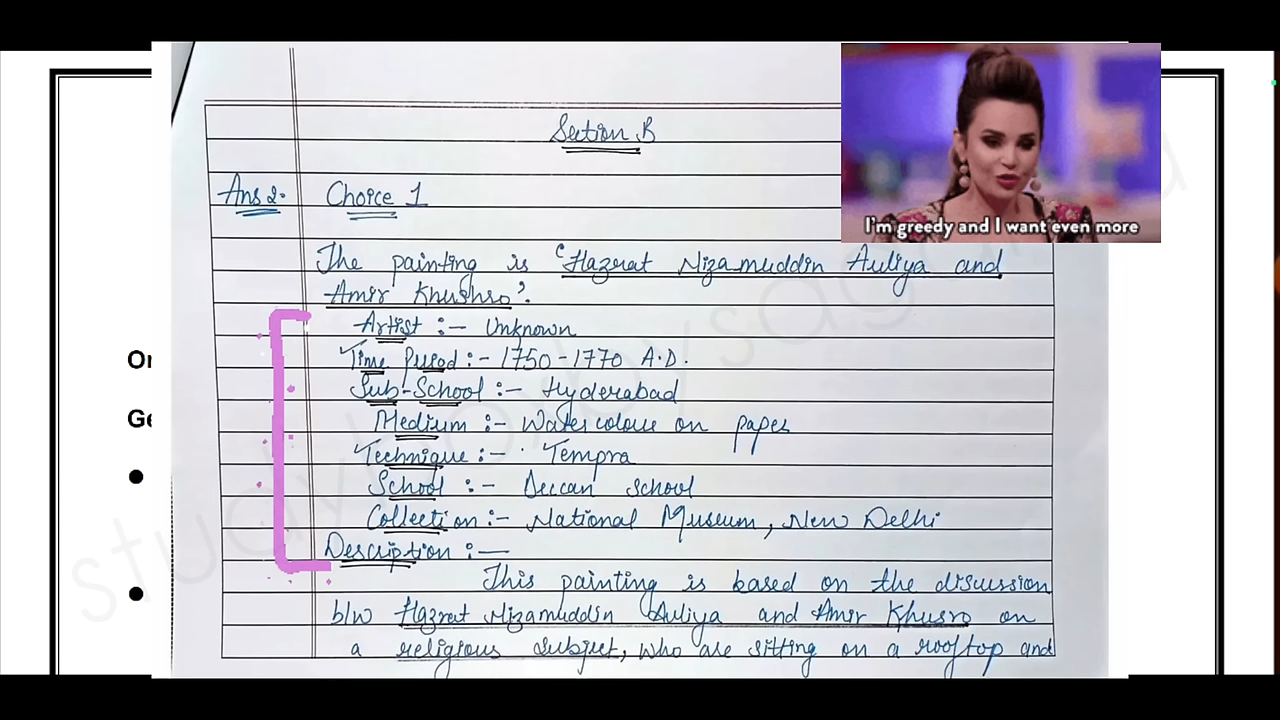 Section B
Ans 2. Choice 1
I'm greedy and I want even more
The painting is 'Hazrat Nizamuddin Auliya and
Amir Khushro'.
Artist :- Unknown
Time Period :- 1750-1770 A.D.
Sub-School :- Hyderabad
Medium :- Watercolour on paper
Technique :- Tempra
School :- Deccan school
Collection :- National Museum, New Delhi
Description :-
This painting is based on the disussion
b/w Hazrat Nizamuddin Auliya and Amir Khusro on
a religious subject, who are sitting on a rooftop and